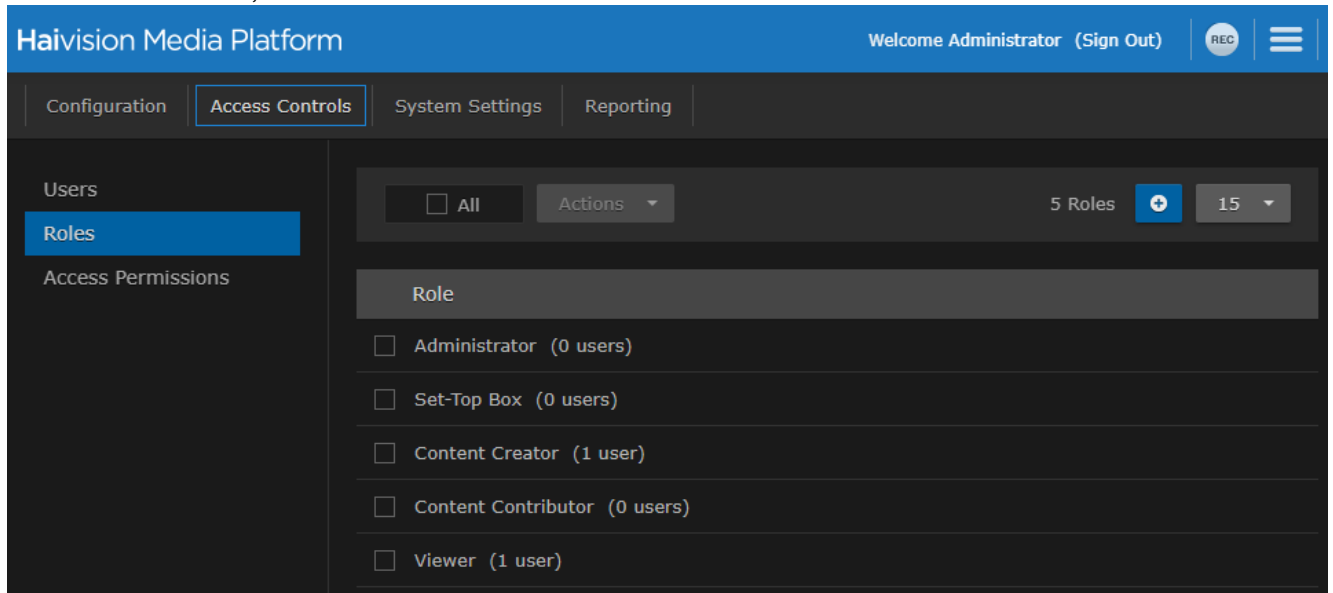 Haivision Media Platform
Welcome Administrator (Sign Out)
REC
Configuration
Access Controls
System Settings
Reporting
Users
Roles
Access Permissions
All
Actions
5 Roles
15
Role
Administrator (0 users)
Set-Top Box (0 users)
Content Creator (1 user)
Content Contributor (0 users)
Viewer (1 user)